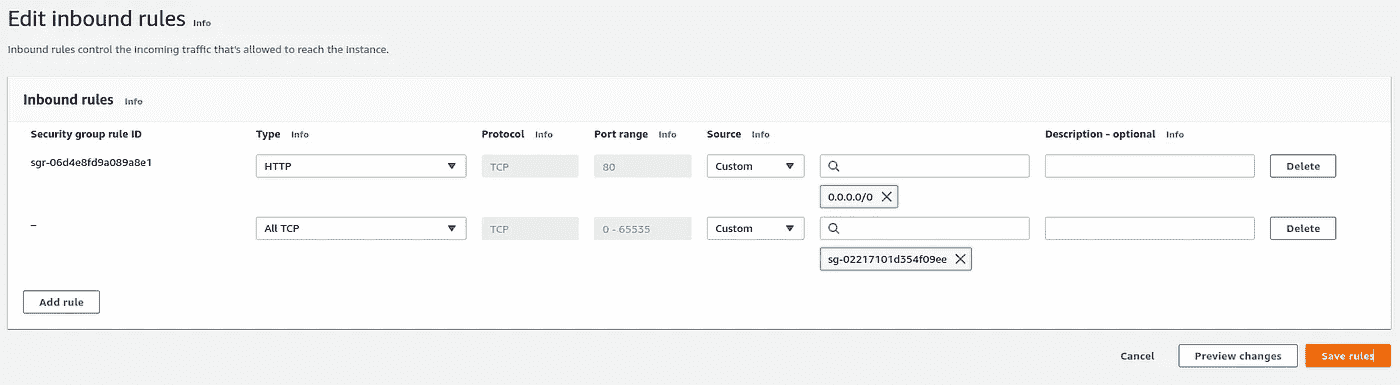 Edit inbound rules Info
Inbound rules control the incoming traffic that's allowed to reach the instance.
Inbound rules Info
Security group rule ID Type Info Protocol Info Port range Info Source Info Description - optional Info
sgr-06d4e8fd9a089a8e1 HTTP TCP 80 Custom Delete
0.0.0.0/0
– All TCP TCP 0 - 65535 Custom Delete
sg-02217101d354f09ee
Add rule
Cancel Preview changes Save rules